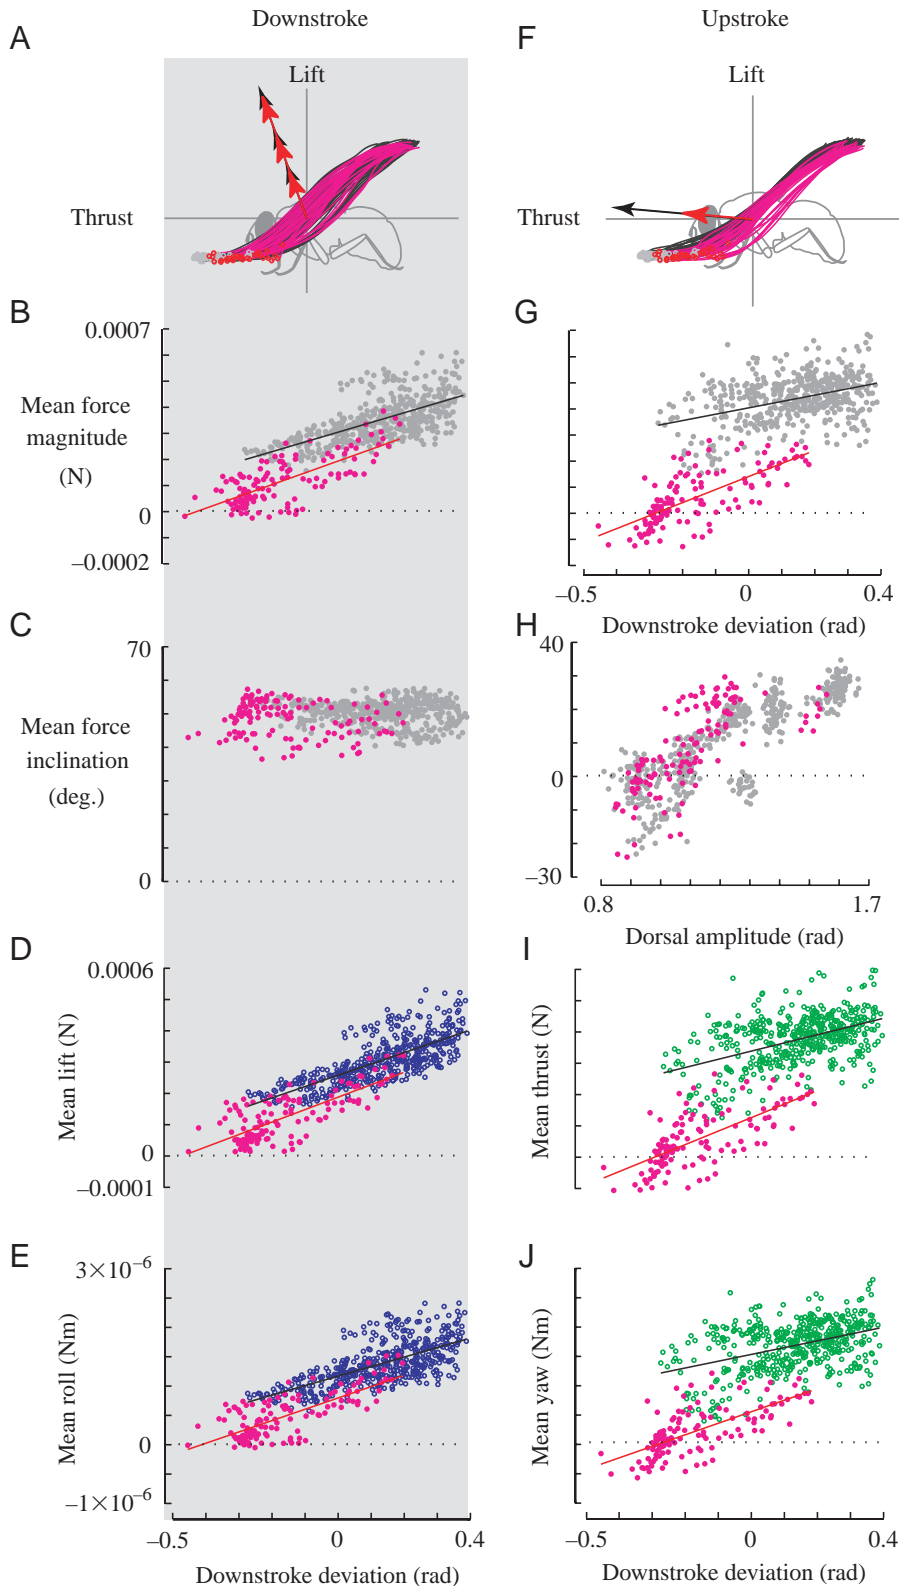 Downstroke
Upstroke
A
F
Lift
Lift
Thrust
Thrust
B
G
0.0007
Mean force
magnitude
(N)
0
−0.0002
−0.5
0
0.4
Downstroke deviation (rad)
C
H
70
40
Mean force
inclination
(deg.)
0
0
−30
0.8
1.7
Dorsal amplitude (rad)
D
I
0.0006
Mean lift (N)
Mean thrust (N)
0
−0.0001
E
J
3×10⁻⁶
Mean roll (Nm)
Mean yaw (Nm)
0
−1×10⁻⁶
−0.5
0
0.4
−0.5
0
0.4
Downstroke deviation (rad)
Downstroke deviation (rad)